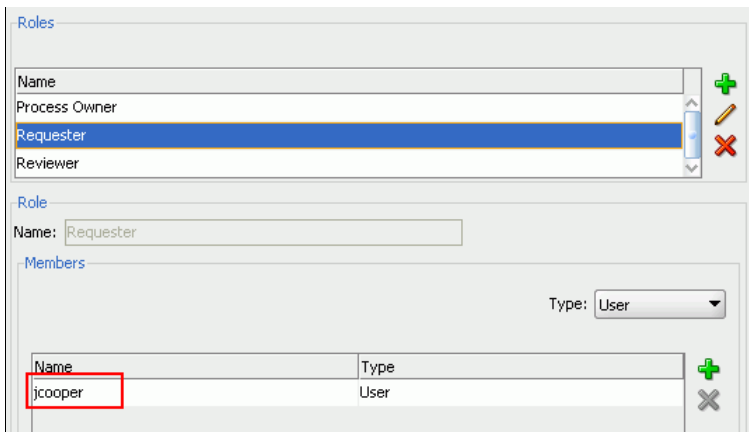 Roles
Name
Process Owner
Requester
Reviewer
Role
Name: Requester
Members
Type: User
Name Type
jcooper User